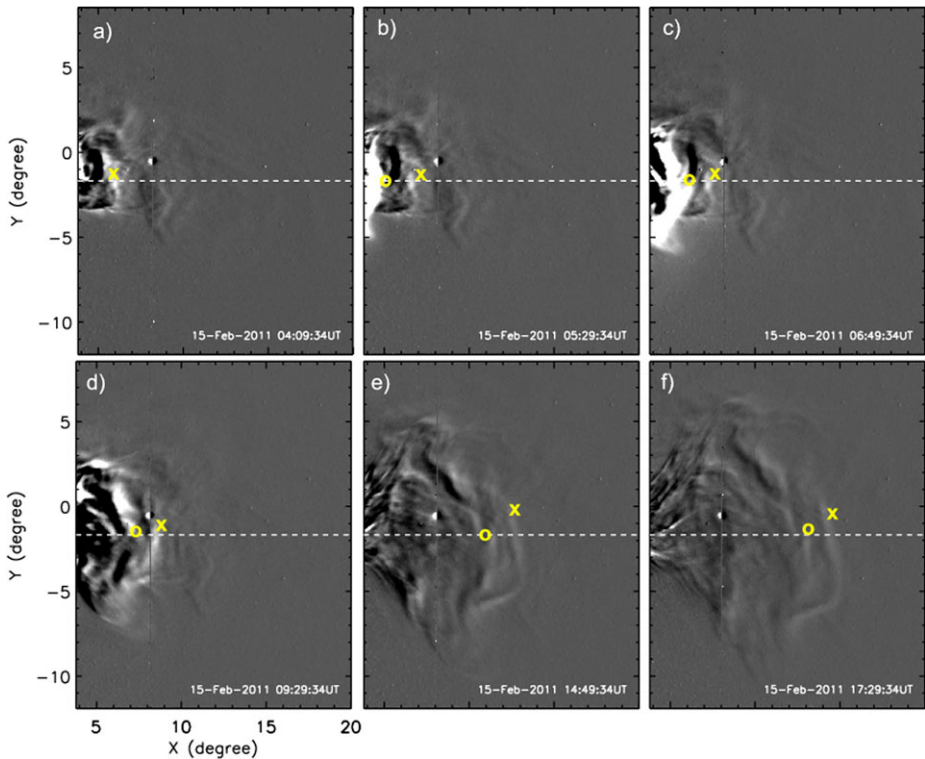 a)
b)
c)
5
0
-5
-10
Y (degree)
x
o x
o x
15-Feb-2011 04:09:34UT
15-Feb-2011 05:29:34UT
15-Feb-2011 06:49:34UT
d)
e)
f)
5
0
-5
-10
Y (degree)
o x
o x
o x
15-Feb-2011 09:29:34UT
15-Feb-2011 14:49:34UT
15-Feb-2011 17:29:34UT
5 10 15 20
X (degree)